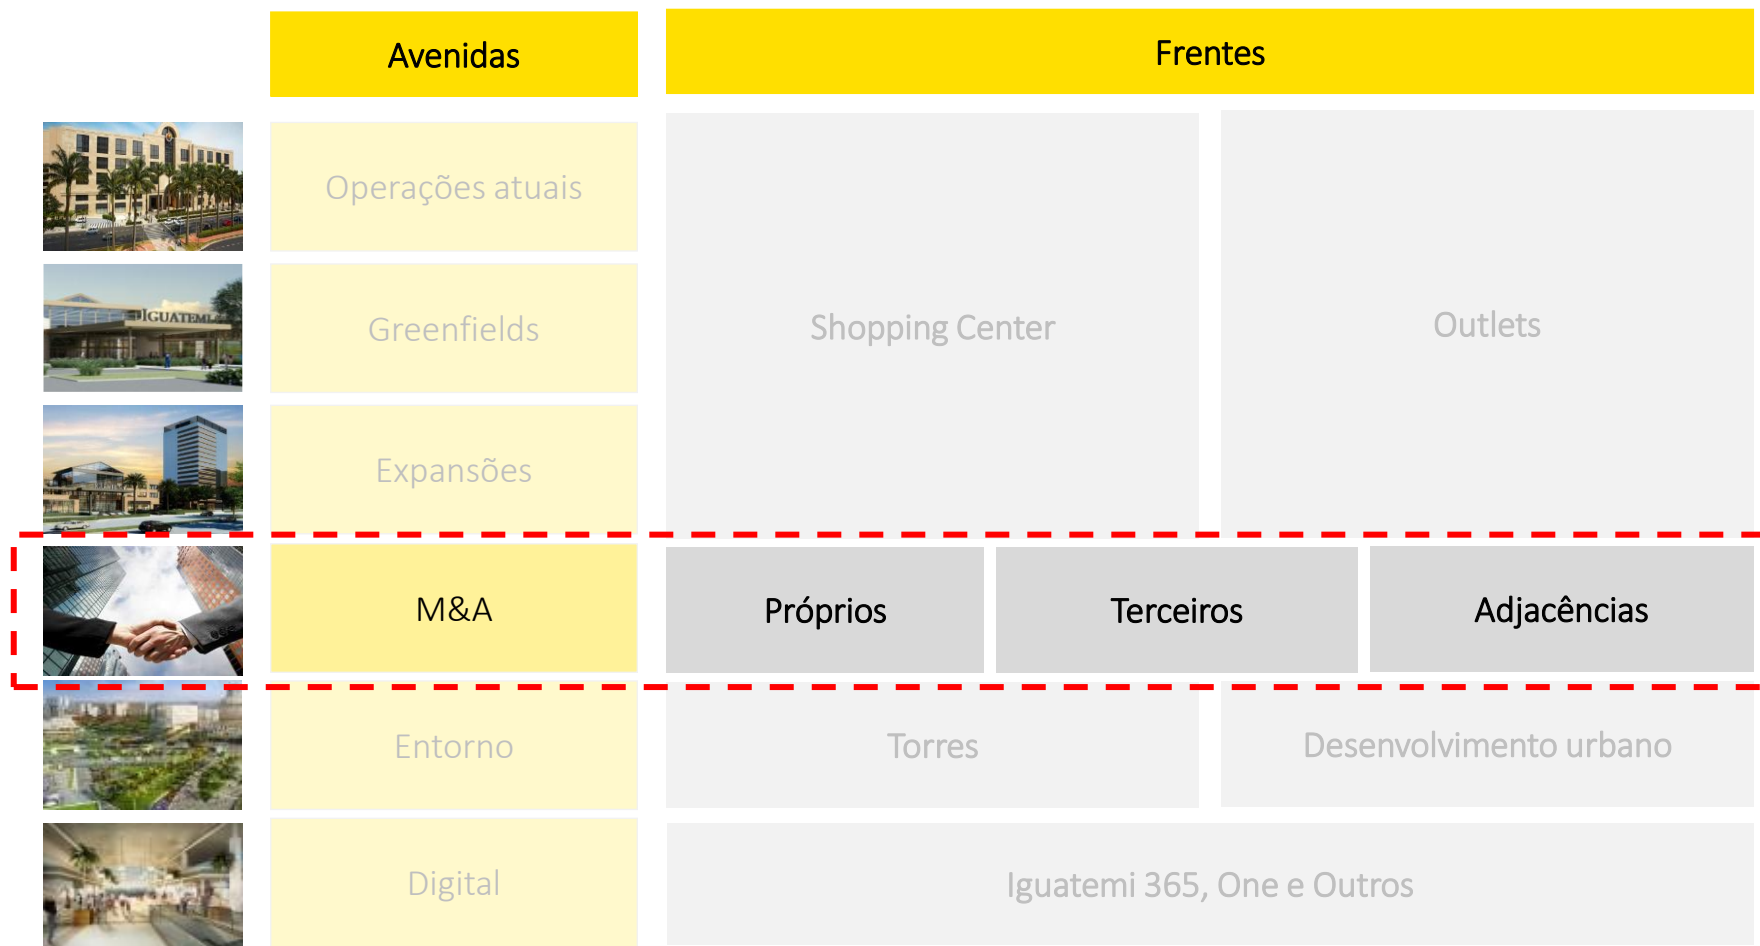 Avenidas
Frentes
Operações atuais
IGUATEMI
Greenfields
Shopping Center
Outlets
Expansões
M&A
Próprios
Terceiros
Adjacências
Entorno
Torres
Desenvolvimento urbano
Digital
Iguatemi 365, One e Outros